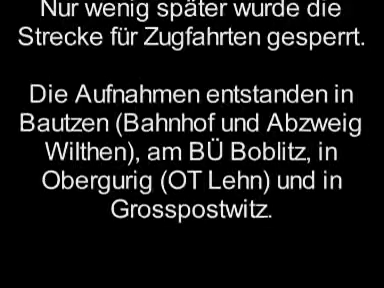 Nur wenig später wurde die
Strecke für Zugfahrten gesperrt.
Die Aufnahmen entstanden in
Bautzen (Bahnhof und Abzweig
Wilthen), am BÜ Boblitz, in
Obergurig (OT Lehn) und in
Grosspostwitz.